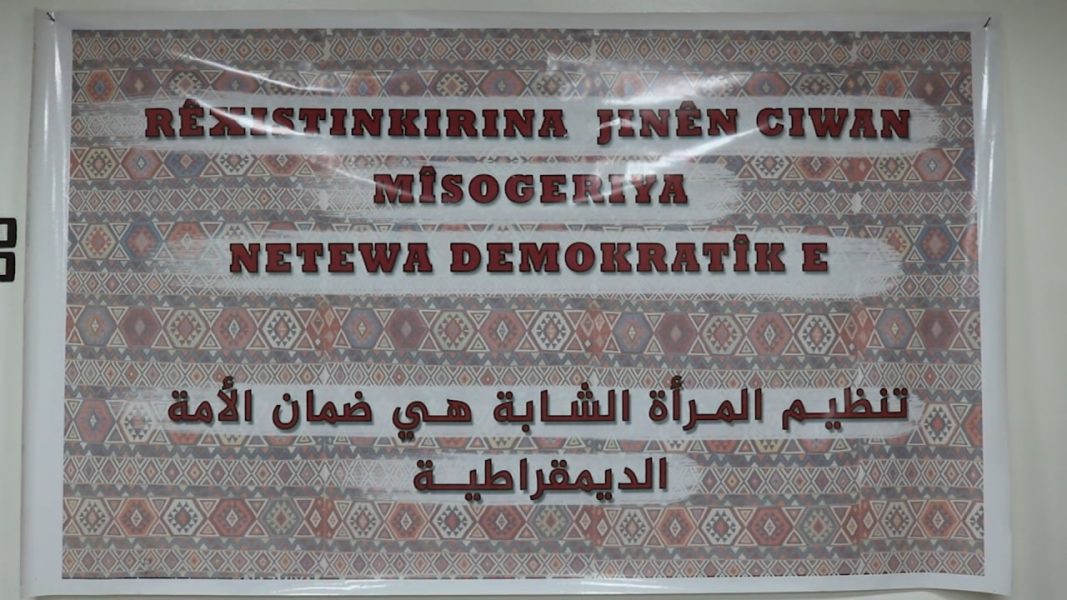 RÊXISTINKIRINA JINÊN CIWAN
MÎSOGERIYA
NETEWA DEMOKRATÎK E
تنظيم المرأة الشابة هي ضمان الأمة
الديمقراطية